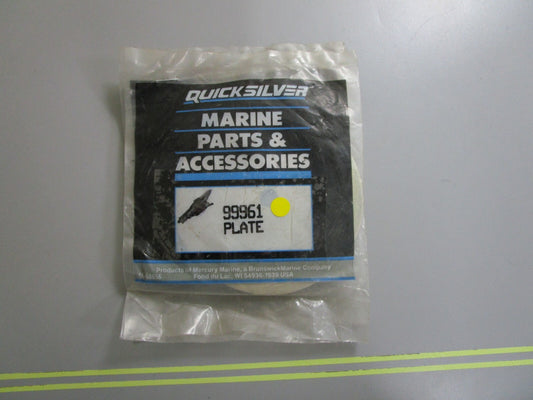 QUICKSILVER
MARINE
PARTS &
ACCESSORIES
99961
PLATE
Products of Mercury Marine, a Brunswick Marine Company
Fond du Lac, WI 54936-7939 USA